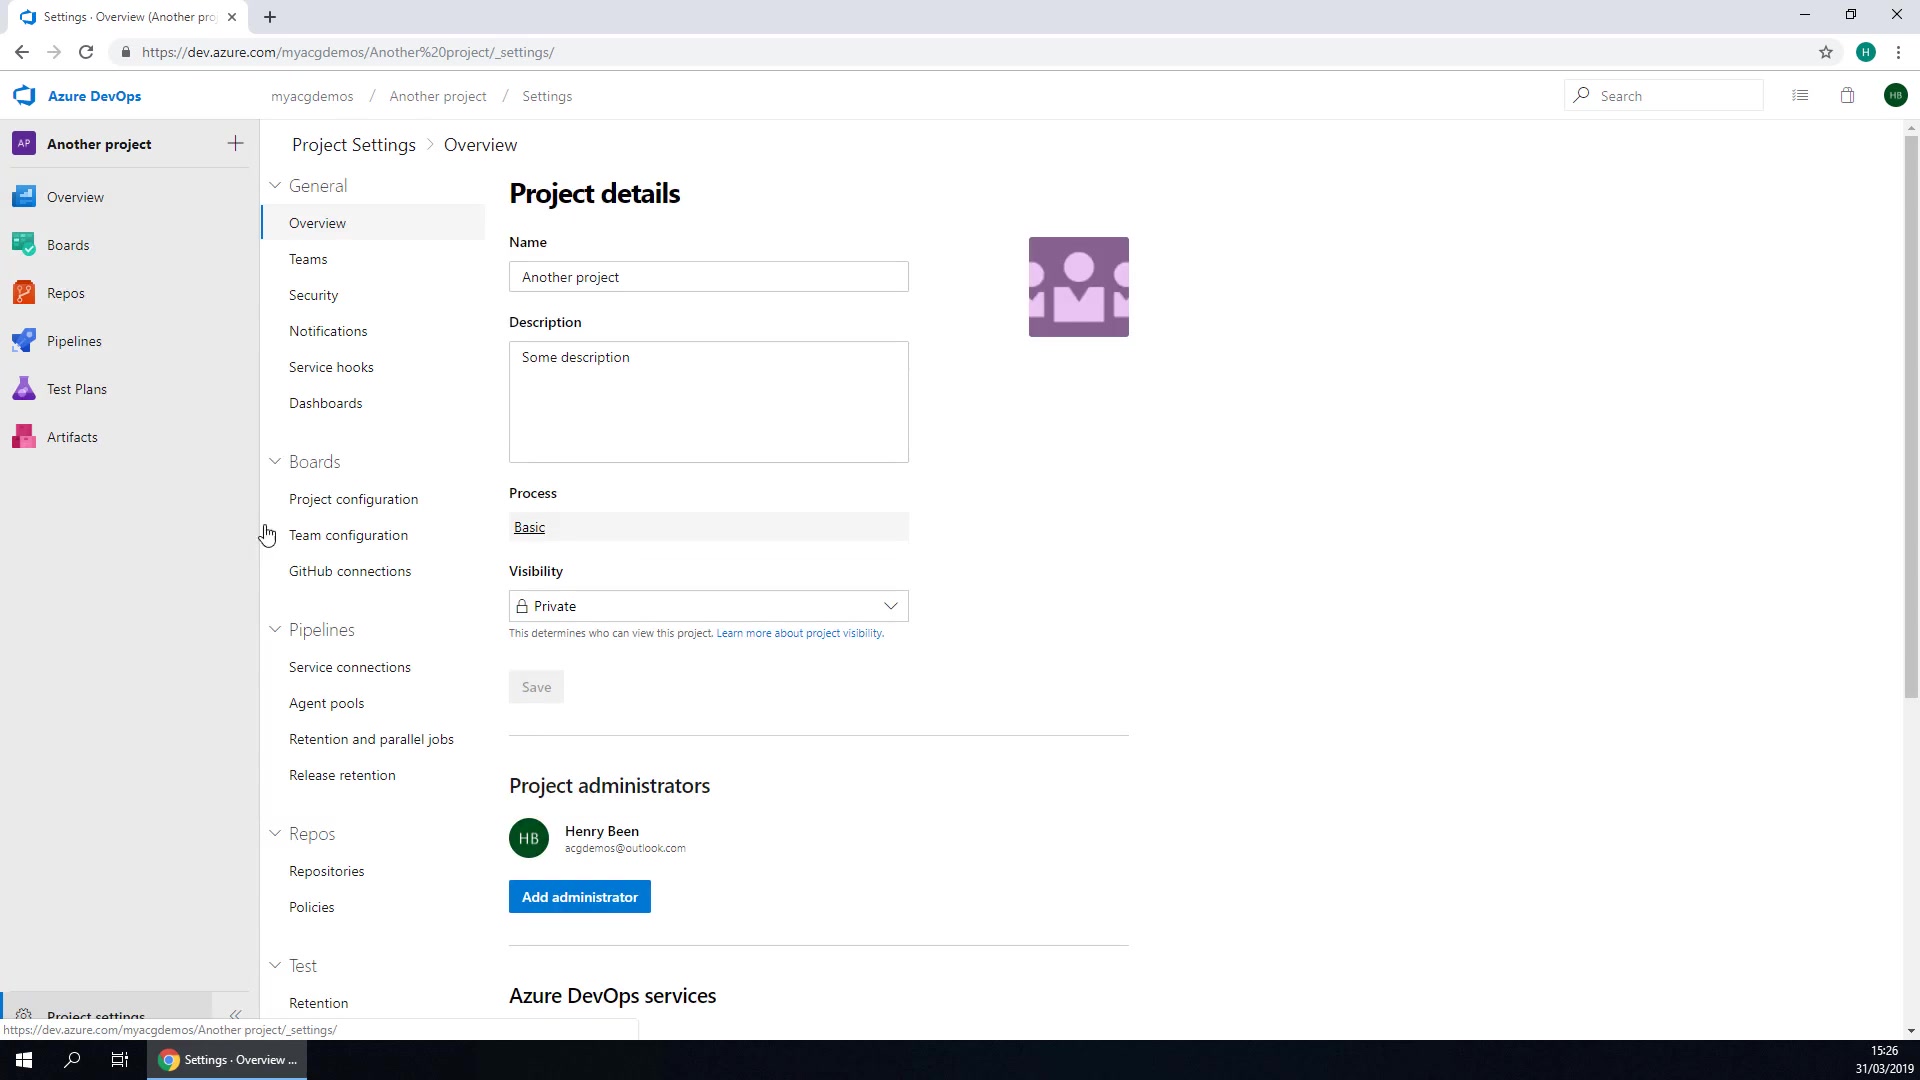 Settings · Overview (Another pro
https://dev.azure.com/myacgdemos/Another%20project/_settings/
H
Azure DevOps
myacgdemos / Another project / Settings
Search
HB
AP Another project
Overview
Boards
Repos
Pipelines
Test Plans
Artifacts
Project settings
Project Settings > Overview
General
Overview
Teams
Security
Notifications
Service hooks
Dashboards
Boards
Project configuration
Team configuration
GitHub connections
Pipelines
Service connections
Agent pools
Retention and parallel jobs
Release retention
Repos
Repositories
Policies
Test
Retention
Project details
Name
Another project
Description
Some description
Process
Basic
Visibility
Private
This determines who can view this project. Learn more about project visibility.
Save
Project administrators
HB
Henry Been
acgdemos@outlook.com
Add administrator
Azure DevOps services
https://dev.azure.com/myacgdemos/Another project/_settings/
Settings · Overview ...
15:26
31/03/2019